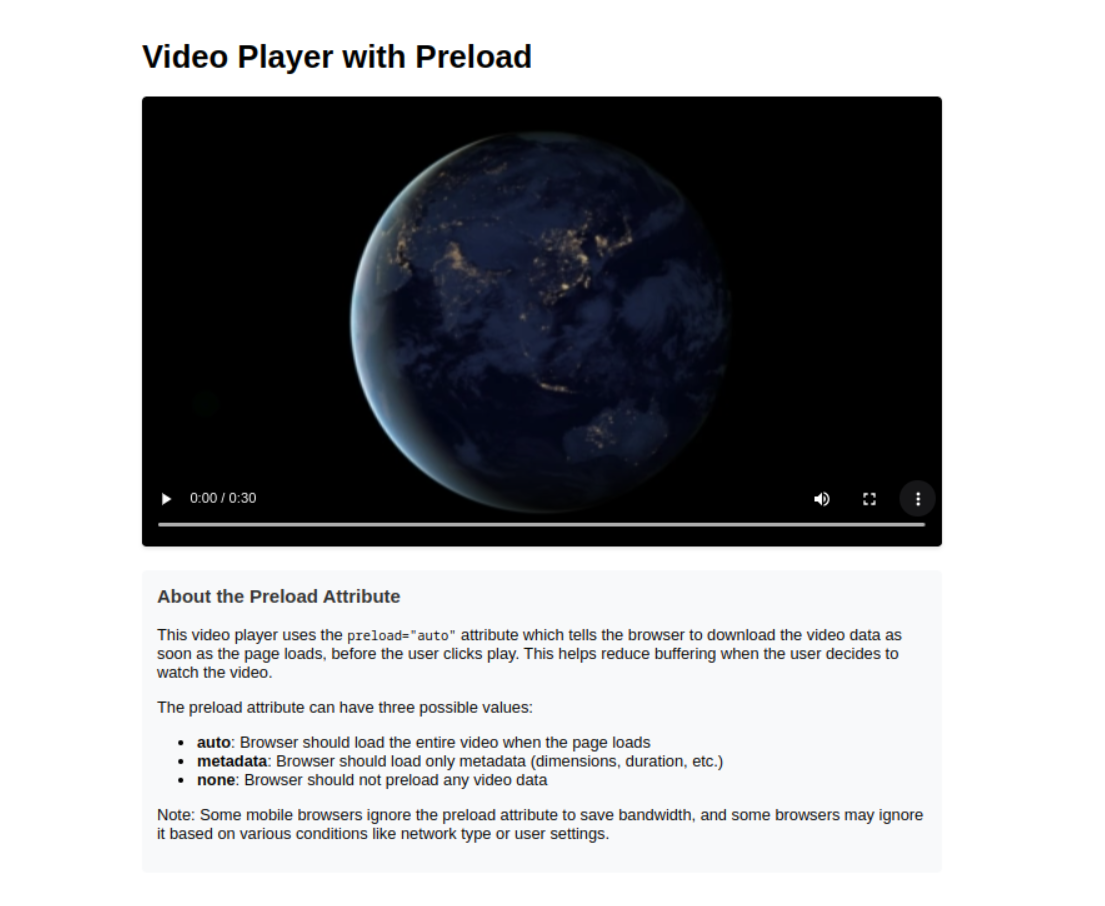 Video Player with Preload
0:00 / 0:30
About the Preload Attribute
This video player uses the preload="auto" attribute which tells the browser to download the video data as
soon as the page loads, before the user clicks play. This helps reduce buffering when the user decides to
watch the video.
The preload attribute can have three possible values:
• auto: Browser should load the entire video when the page loads
• metadata: Browser should load only metadata (dimensions, duration, etc.)
• none: Browser should not preload any video data
Note: Some mobile browsers ignore the preload attribute to save bandwidth, and some browsers may ignore
it based on various conditions like network type or user settings.